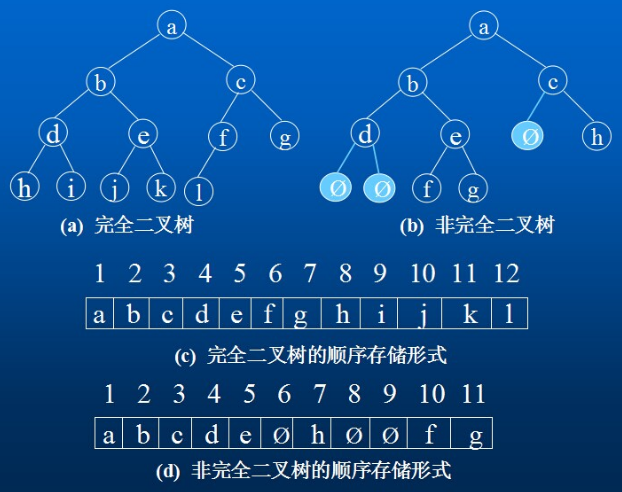 a a
b c b c
d e f g d e Ø h
h i j k l Ø Ø f g
(a) 完全二叉树 (b) 非完全二叉树
1 2 3 4 5 6 7 8 9 10 11 12
a b c d e f g h i j k l
(c) 完全二叉树的顺序存储形式
1 2 3 4 5 6 7 8 9 10 11
a b c d e Ø h Ø Ø f g
(d) 非完全二叉树的顺序存储形式